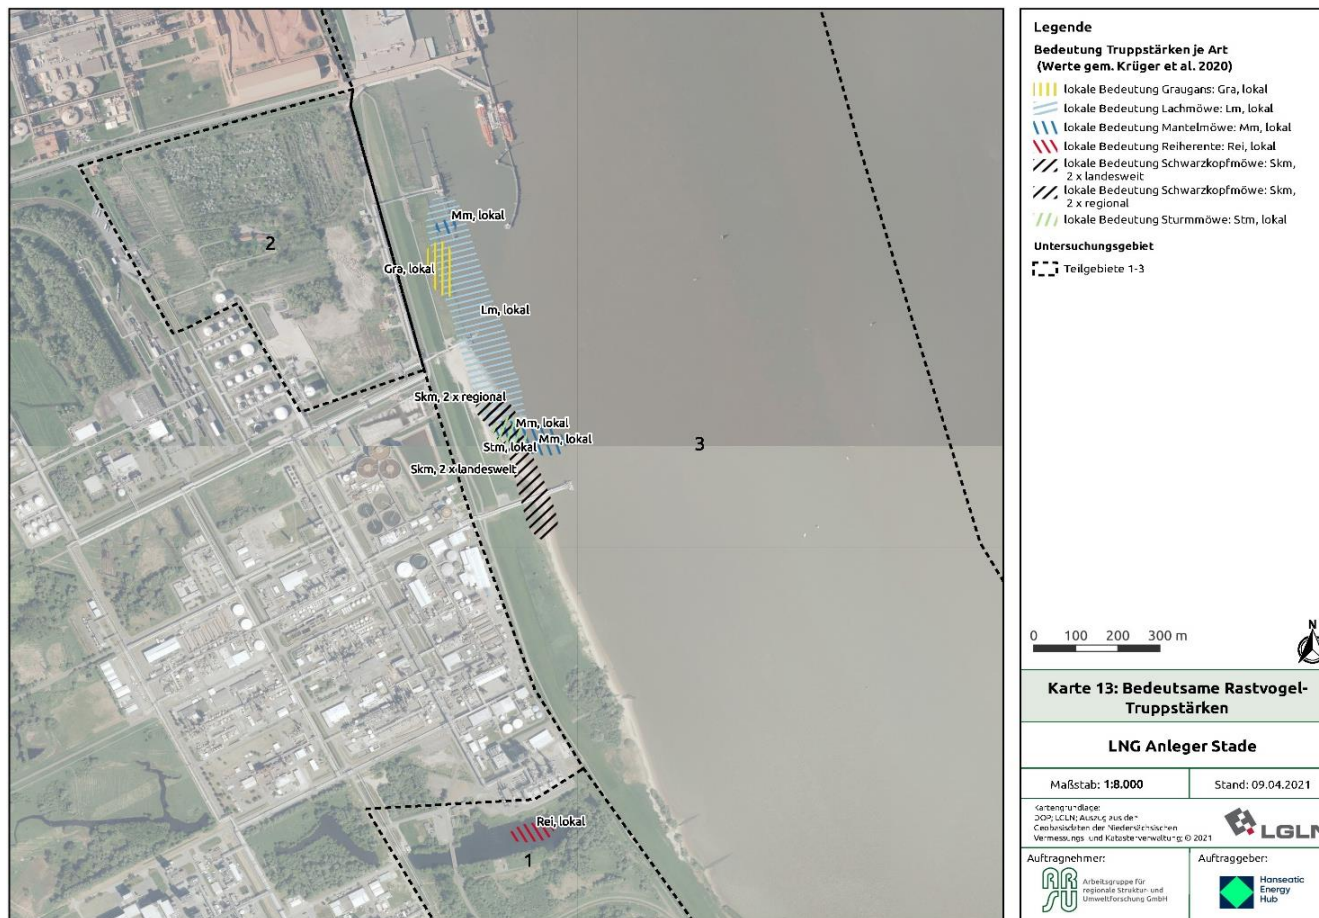 2
Mm, lokal
Gra, lokal
Lm, lokal
Skm, 2 x regional
Mm, lokal
Mm, lokal
Stm, lokal
Skm, 2 x landesweit
3
Rei, lokal
1
Legende
Bedeutung Truppstärken je Art
(Werte gem. Krüger et al. 2020)
lokale Bedeutung Graugans: Gra, lokal
lokale Bedeutung Lachmöwe: Lm, lokal
lokale Bedeutung Mantelmöwe: Mm, lokal
lokale Bedeutung Reiherente: Rei, lokal
lokale Bedeutung Schwarzkopfmöwe: Skm,
2 x landesweit
lokale Bedeutung Schwarzkopfmöwe: Skm,
2 x regional
lokale Bedeutung Sturmmöwe: Stm, lokal
Untersuchungsgebiet
Teilgebiete 1-3
0 100 200 300 m
N
Karte 13: Bedeutsame Rastvogel-
Truppstärken
LNG Anleger Stade
Maßstab: 1:8.000
Stand: 09.04.2021
Kartengrundlage:
DOP; LGLN; Auszug aus den
Geobasisdaten der Niedersächsischen
Vermessungs- und Katasterverwaltung; © 2021
LGLN
Auftragnehmer:
ARSU
Arbeitsgruppe für
regionale Struktur- und
Umweltforschung GmbH
Auftraggeber:
Hanseatic
Energy
Hub